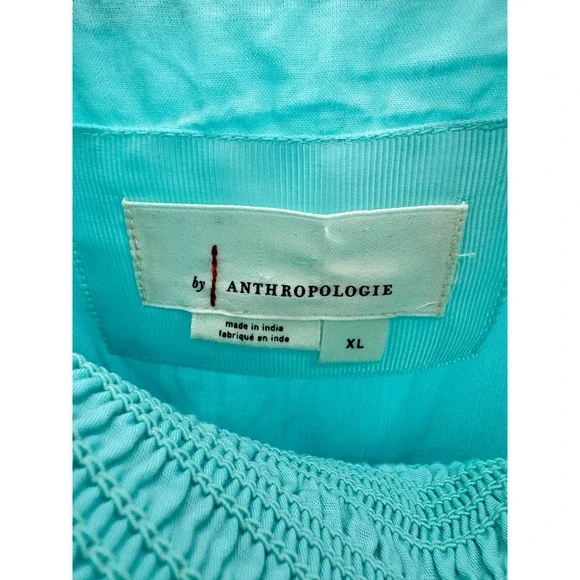 by ANTHROPOLOGIE
made in india
fabriqué en inde
XL